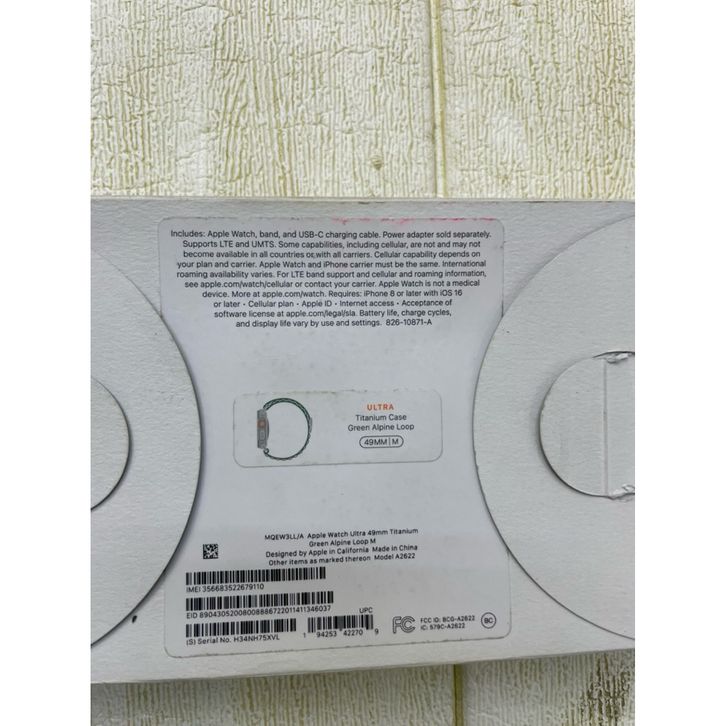 Includes: Apple Watch, band, and USB-C charging cable. Power adapter sold separately.
Supports LTE and UMTS. Some capabilities, including cellular, are not and may not
become available in all countries or with all carriers. Cellular capability depends on
your plan and carrier. Apple Watch and iPhone carrier must be the same. International
roaming availability varies. For LTE band support and cellular and roaming information,
see apple.com/watch/cellular or contact carrier. Apple Watch is not a medical
device. More at apple.com/watch. Requires: iPhone 8 or later with iOS 16
or later • Cellular plan • Apple ID • Internet access • Acceptance of
software license at apple.com/legal/sla. Battery life, charge cycles,
and display life vary by use and settings. 826-10871-A
ULTRA
Titanium Case
Green Alpine Loop
49MM | M
MQEW3LL/A Apple Watch Ultra 49mm Titanium
Green Alpine Loop M
Designed by Apple in California Made in China
Other items as marked thereon Model A2622
IMEI 356683522679110
EID 89043052008008886722011411346037
UPC
(S) Serial No. H34NH75XVL
1 94253 42270 9
FC FCC ID: BCG-A2622
IC: 579C-A2622
BC